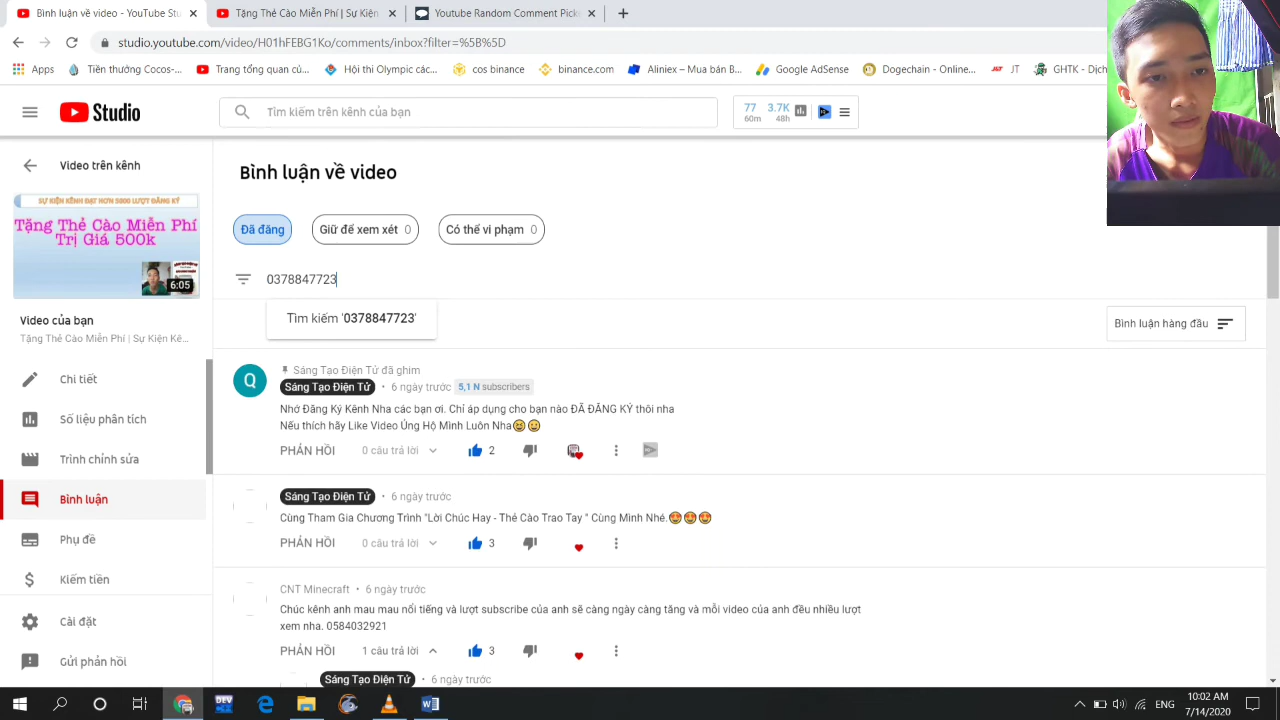 Bình luận về video - YouTube St
Tặng Thẻ Cào Miễn Phí | Sự Kiện
Youtube Random Comment Pick
studio.youtube.com/video/H01hFEBG1Ko/comments/inbox?filter=%5B%5D
Apps
Tiền thưởng Cocos-...
Trang tổng quan củ...
Hội thi Olympic các...
cos binance
binance.com
Aliniex – Mua bán B...
Google AdSense
Dogechain - Onlin...
JT
GHTK - Dịch
Studio
Tìm kiếm trên kênh của bạn
77 3.7K
60m 48h
Video trên kênh
SỰ KIỆN KÊNH ĐẠT HƠN 5000 LƯỢT ĐĂNG KÝ
Tặng Thẻ Cào Miễn Phí
Trị Giá 500k
6:05
Video của bạn
Tặng Thẻ Cào Miễn Phí | Sự Kiện Kê...
Chi tiết
Số liệu phân tích
Trình chỉnh sửa
Bình luận
Phụ đề
Kiếm tiền
Cài đặt
Gửi phản hồi
Bình luận về video
Đã đăng
Giữ để xem xét 0
Có thể vi phạm 0
0378847723
Tìm kiếm '0378847723'
Bình luận hàng đầu
Q
Sáng Tạo Điện Tử đã ghim
Sáng Tạo Điện Tử • 6 ngày trước 5,1 N subscribers
Nhớ Đăng Ký Kênh Nha các bạn ơi. Chỉ áp dụng cho bạn nào ĐÃ ĐĂNG KÝ thôi nha
Nếu thích hãy Like Video Ủng Hộ Mình Luôn Nha😆😉
PHẢN HỒI 0 câu trả lời 2
Sáng Tạo Điện Tử • 6 ngày trước
Cùng Tham Gia Chương Trình "Lời Chúc Hay - Thẻ Cào Trao Tay " Cùng Mình Nhé.😍😍😍
PHẢN HỒI 0 câu trả lời 3
CNT Minecraft • 6 ngày trước
Chúc kênh anh mau mau nổi tiếng và lượt subscribe của anh sẽ càng ngày càng tăng và mỗi video của anh đều nhiều lượt
xem nha. 0584032921
PHẢN HỒI 1 câu trả lời 3
Sáng Tạo Điện Tử • 6 ngày trước
DEV
ENG
10:02 AM
7/14/2020